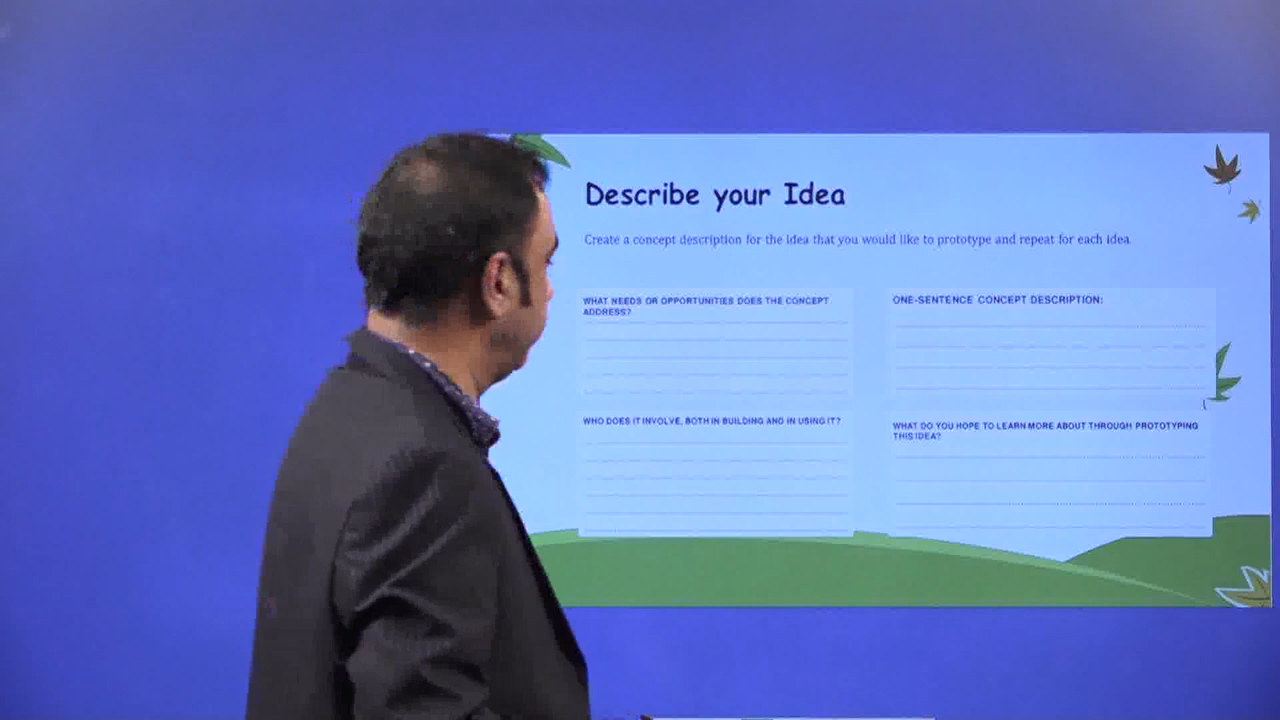 Describe your Idea
Create a concept description for the idea that you would like to prototype and repeat for each idea.
WHAT NEEDS OR OPPORTUNITIES DOES THE CONCEPT
ADDRESS?
ONE-SENTENCE CONCEPT DESCRIPTION:
WHO DOES IT INVOLVE, BOTH IN BUILDING AND IN USING IT?
WHAT DO YOU HOPE TO LEARN MORE ABOUT THROUGH PROTOTYPING
THIS IDEA?